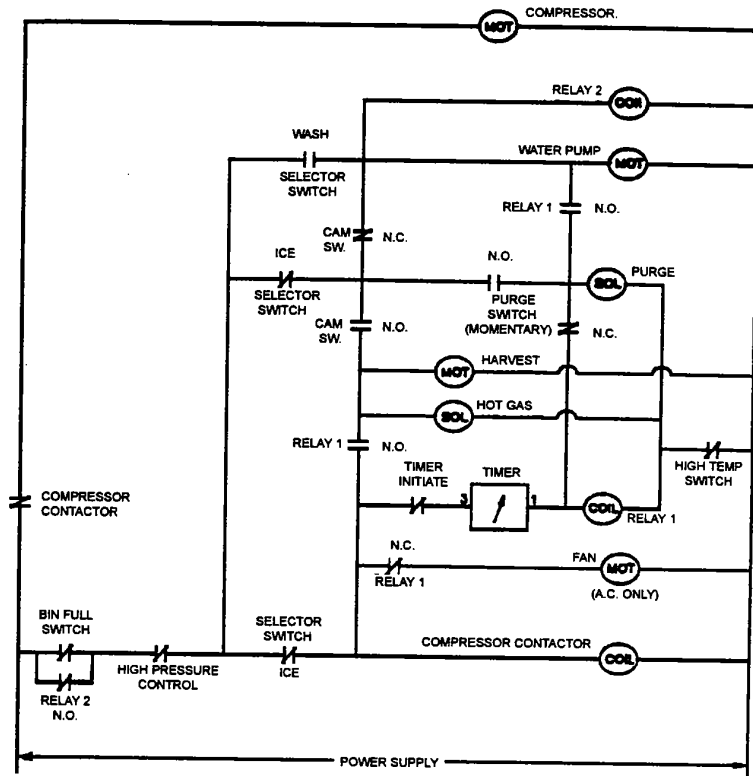 COMPRESSOR.
MOT
RELAY 2
COIL
WASH
WATER PUMP
MOT
SELECTOR
SWITCH
RELAY 1
N.O.
CAM
SW.
N.C.
ICE
N.O.
PURGE
SOL
SELECTOR
SWITCH
PURGE
SWITCH
(MOMENTARY)
CAM
SW.
N.O.
N.C.
HARVEST
MOT
HOT GAS
SOL
RELAY 1
N.O.
TIMER
INITIATE
TIMER
HIGH TEMP
SWITCH
3
1
COIL
RELAY 1
COMPRESSOR
CONTACTOR
N.C.
RELAY 1
FAN
MOT
(A.C. ONLY)
BIN FULL
SWITCH
SELECTOR
SWITCH
COMPRESSOR CONTACTOR
COIL
HIGH PRESSURE
CONTROL
ICE
RELAY 2
N.O.
POWER SUPPLY